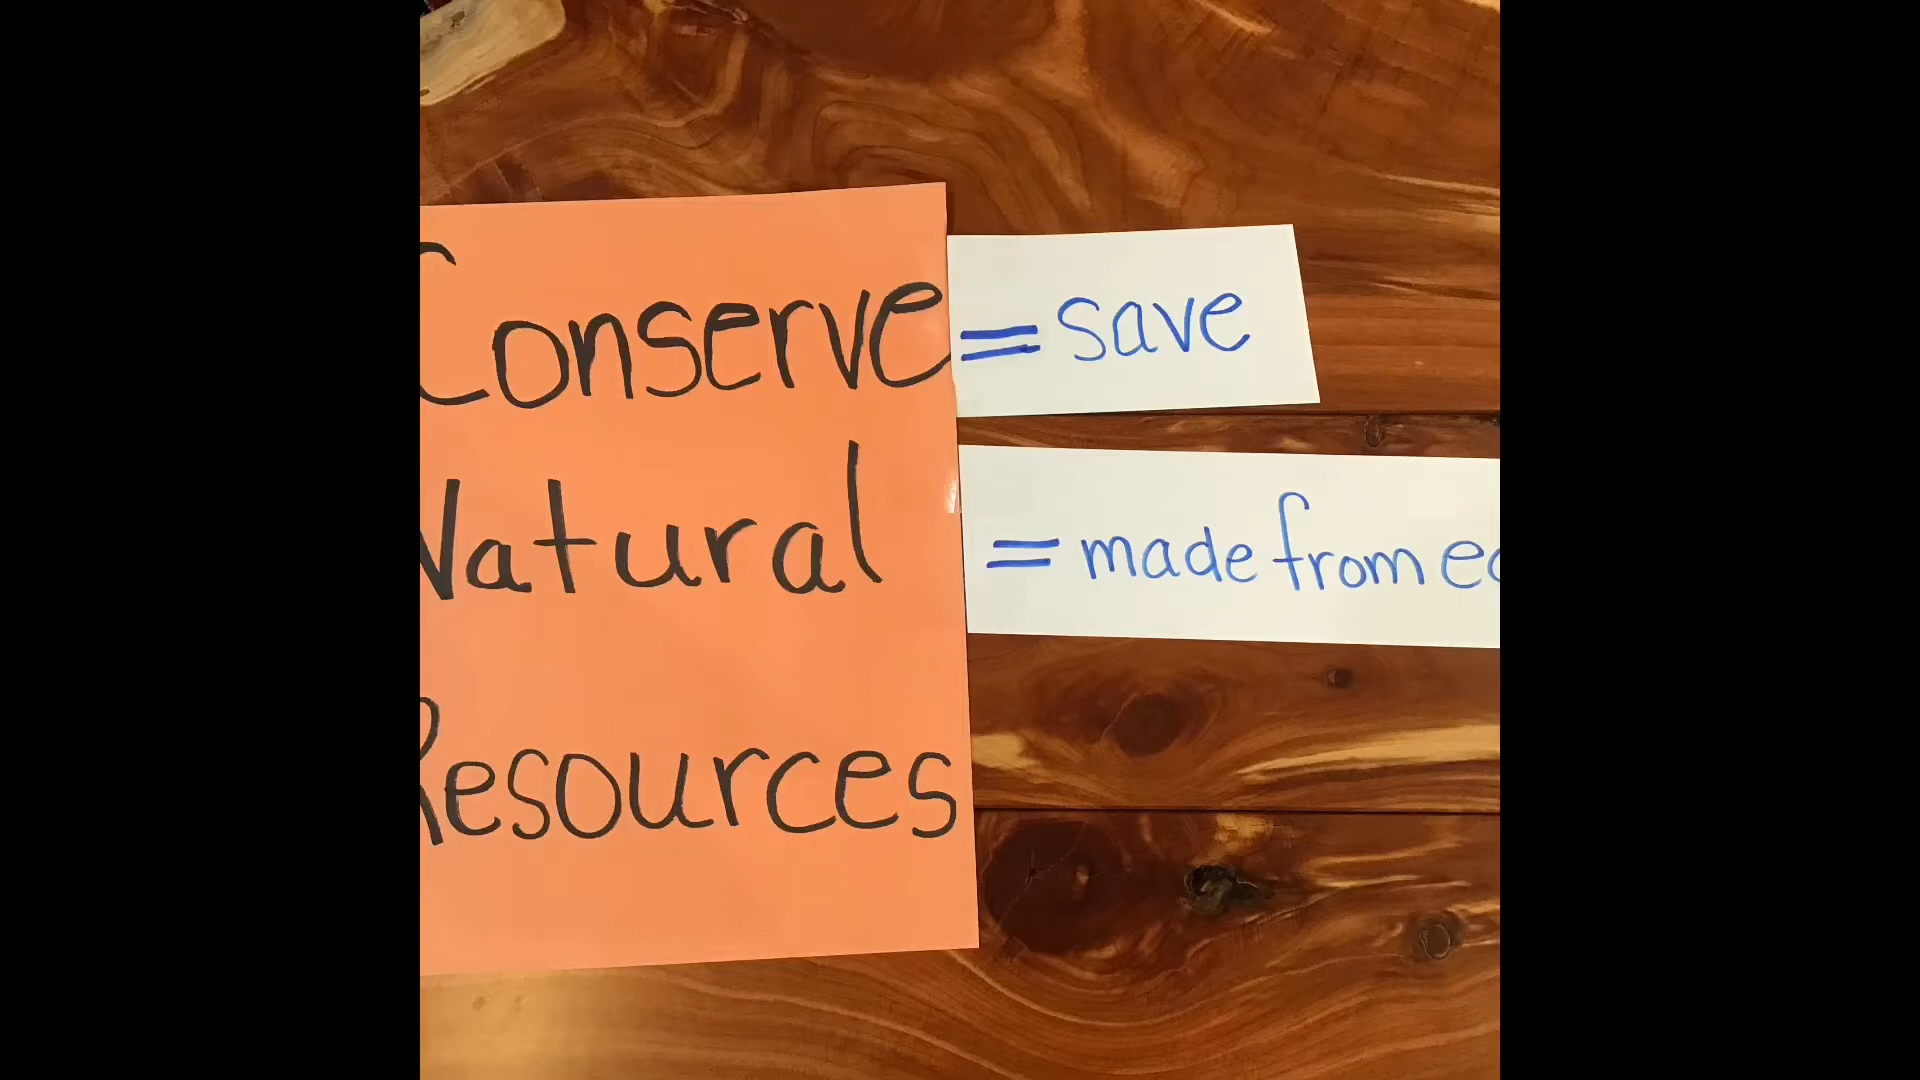 Conserve = save
Natural = made from
Resources